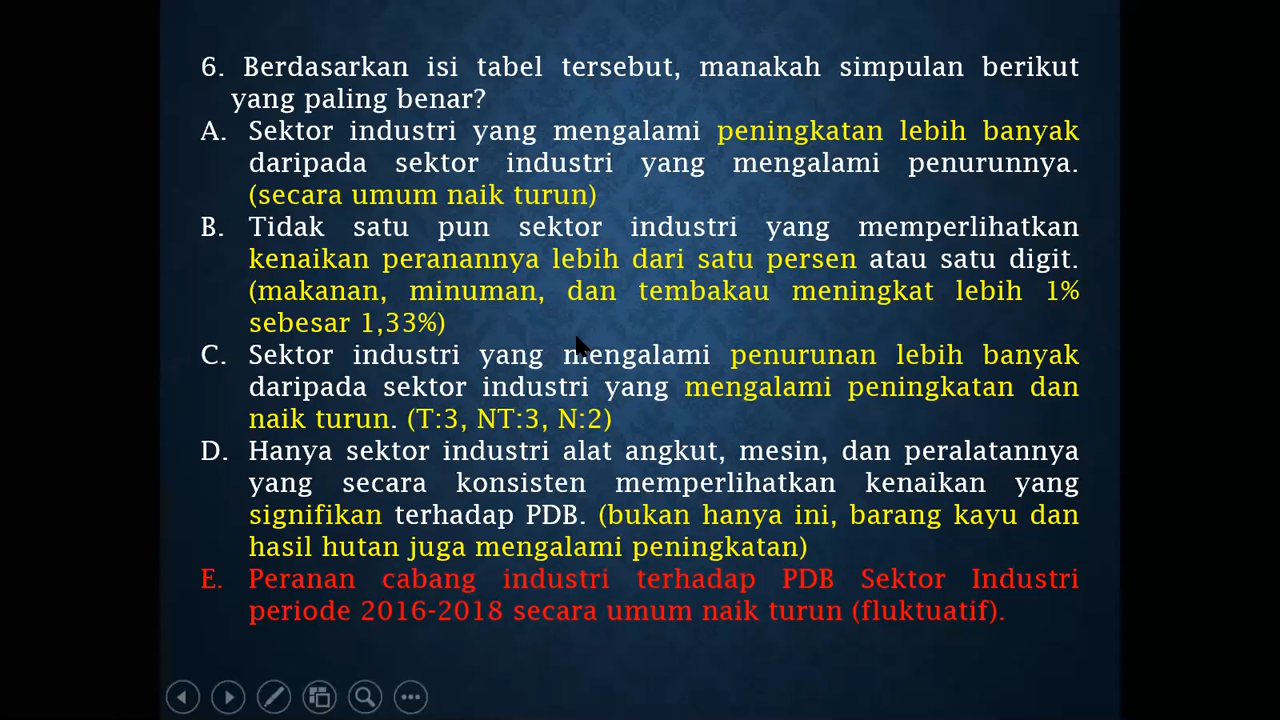 6. Berdasarkan isi tabel tersebut, manakah simpulan berikut
yang paling benar?
A. Sektor industri yang mengalami peningkatan lebih banyak
daripada sektor industri yang mengalami penurunnya.
(secara umum naik turun)
B. Tidak satu pun sektor industri yang memperlihatkan
kenaikan peranannya lebih dari satu persen atau satu digit.
(makanan, minuman, dan tembakau meningkat lebih 1%
sebesar 1,33%)
C. Sektor industri yang mengalami penurunan lebih banyak
daripada sektor industri yang mengalami peningkatan dan
naik turun. (T:3, NT:3, N:2)
D. Hanya sektor industri alat angkut, mesin, dan peralatannya
yang secara konsisten memperlihatkan kenaikan yang
signifikan terhadap PDB. (bukan hanya ini, barang kayu dan
hasil hutan juga mengalami peningkatan)
E. Peranan cabang industri terhadap PDB Sektor Industri
periode 2016-2018 secara umum naik turun (fluktuatif).